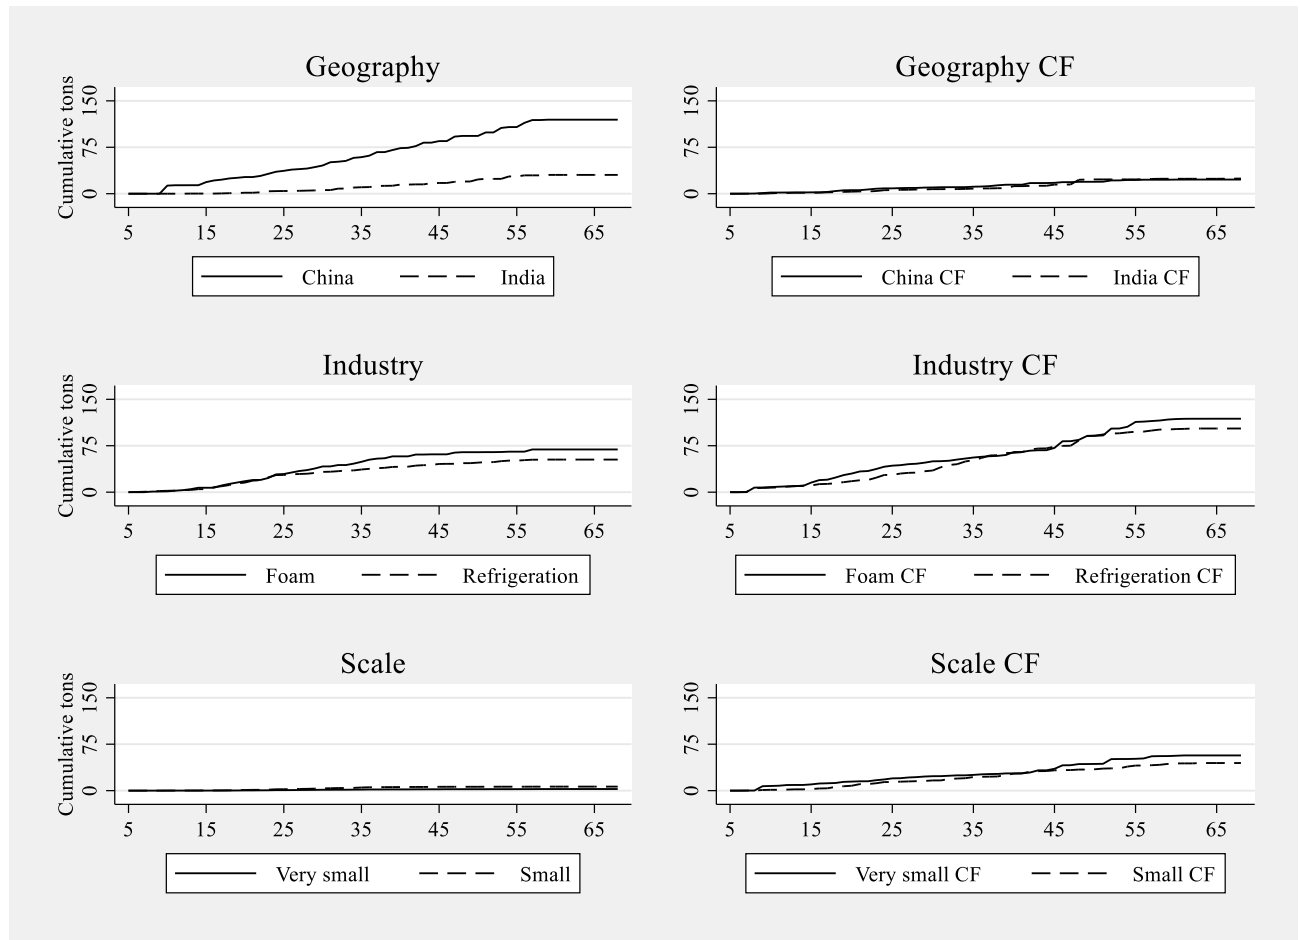 Geography
Geography CF
Cumulative tons
150
75
0
5 15 25 35 45 55 65
China India
150
75
0
5 15 25 35 45 55 65
China CF India CF
Industry
Industry CF
Cumulative tons
150
75
0
5 15 25 35 45 55 65
Foam Refrigeration
150
75
0
5 15 25 35 45 55 65
Foam CF Refrigeration CF
Scale
Scale CF
Cumulative tons
150
75
0
5 15 25 35 45 55 65
Very small Small
150
75
0
5 15 25 35 45 55 65
Very small CF Small CF